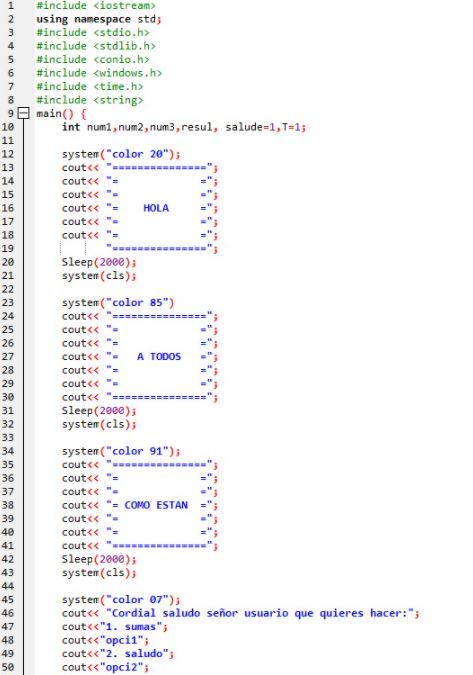 1 #include <iostream>
2 using namespace std;
3 #include <stdio.h>
4 #include <stdlib.h>
5 #include <conio.h>
6 #include <windows.h>
7 #include <time.h>
8 #include <string>
9 main() {
10 int num1,num2,num3,resul, salude=1,T=1;
11
12 system("color 20");
13 cout<< "===============";
14 cout<< "=             =";
15 cout<< "=             =";
16 cout<< "=    HOLA     =";
17 cout<< "=             =";
18 cout<< "=             =";
19 "===============";
20 Sleep(2000);
21 system(cls);
22
23 system("color 85")
24 cout<< "===============";
25 cout<< "=             =";
26 cout<< "=             =";
27 cout<< "=   A TODOS   =";
28 cout<< "=             =";
29 cout<< "=             =";
30 cout<< "===============";
31 Sleep(2000);
32 system(cls);
33
34 system("color 91");
35 cout<< "===============";
36 cout<< "=             =";
37 cout<< "=             =";
38 cout<< "= COMO ESTAN  =";
39 cout<< "=             =";
40 cout<< "=             =";
41 cout<< "===============";
42 Sleep(2000);
43 system(cls);
44
45 system("color 07");
46 cout<< "Cordial saludo señor usuario que quieres hacer:";
47 cout<<"1. sumas";
48 cout<<"opci1";
49 cout<<"2. saludo";
50 cout<<"opci2";